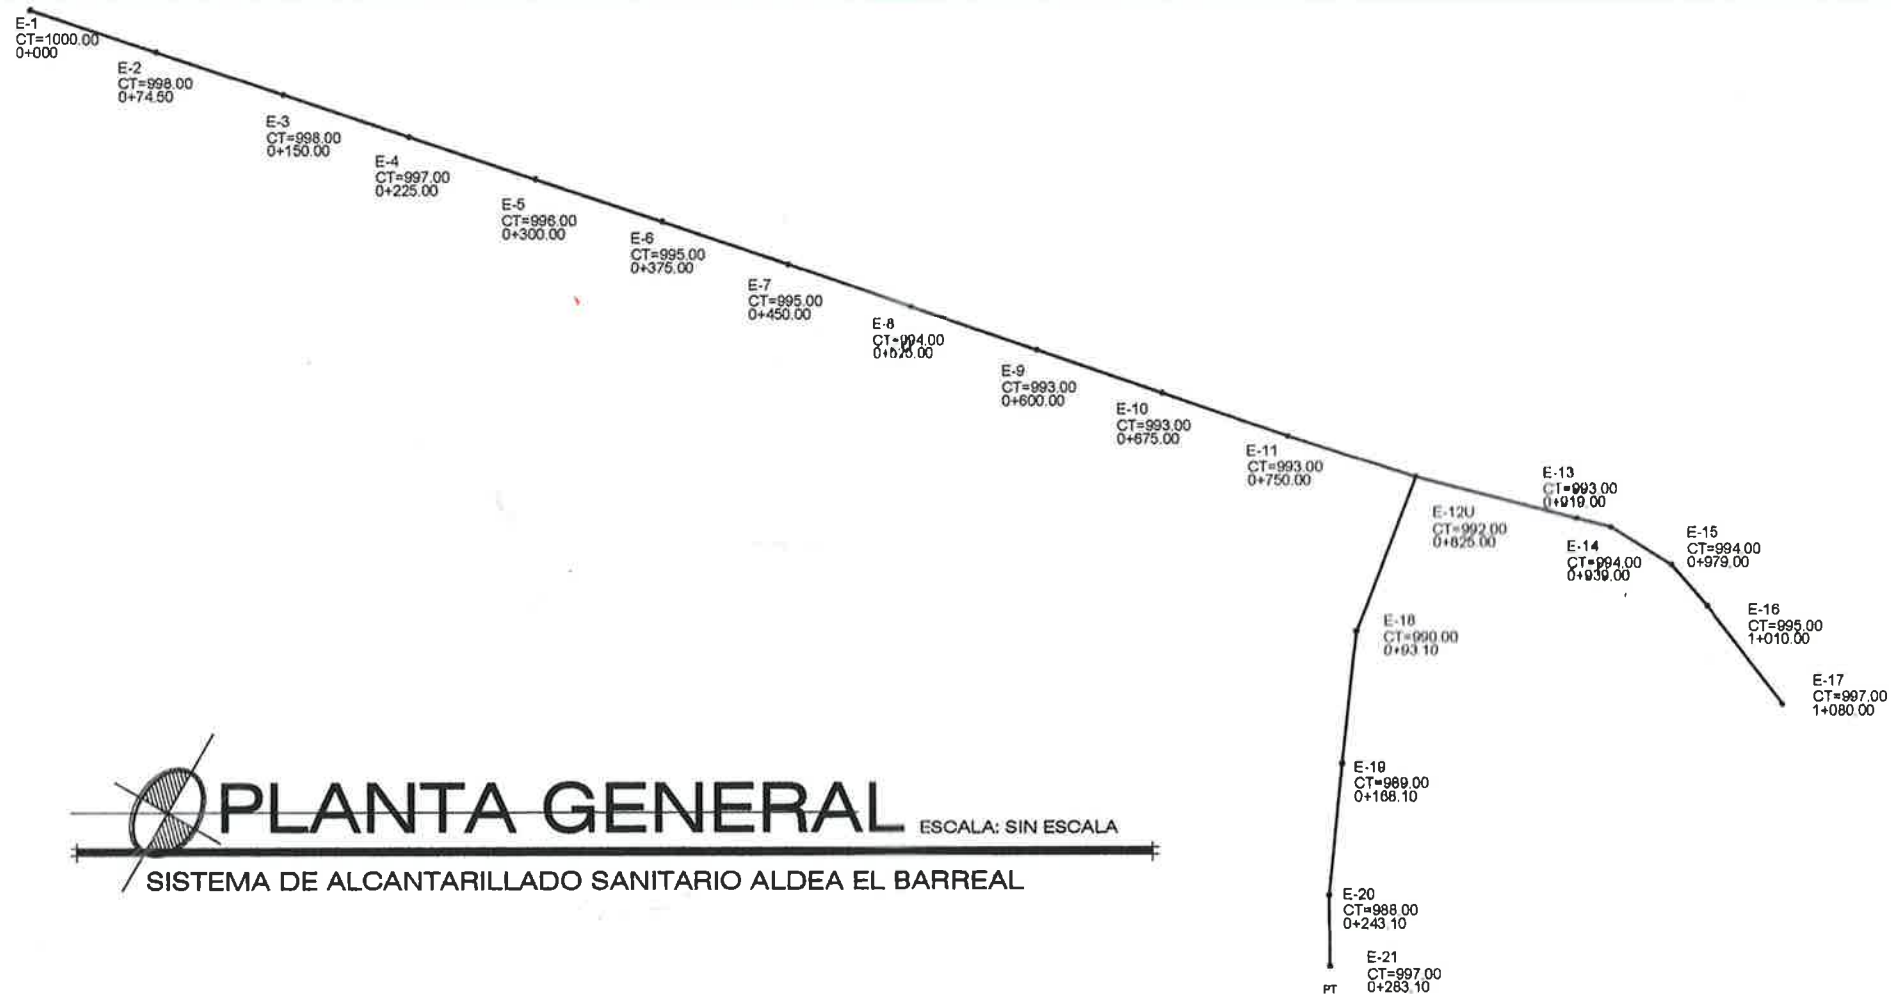 E-1
CT=1000.00
0+000
E-2
CT=998.00
0+74.50
E-3
CT=998.00
0+150.00
E-4
CT=997.00
0+225.00
E-5
CT=996.00
0+300.00
E-6
CT=995.00
0+375.00
E-7
CT=995.00
0+450.00
E-8
CT=994.00
0+525.00
E-9
CT=993.00
0+600.00
E-10
CT=993.00
0+675.00
E-11
CT=993.00
0+750.00
E-12U
CT=992.00
0+825.00
E-13
CT=993.00
0+919.00
E-14
CT=994.00
0+939.00
E-15
CT=994.00
0+979.00
E-16
CT=995.00
1+010.00
E-17
CT=997.00
1+080.00
E-18
CT=990.00
0+93.10
E-19
CT=989.00
0+168.10
E-20
CT=988.00
0+243.10
E-21
CT=997.00
0+283.10
PT
PLANTA GENERAL ESCALA: SIN ESCALA
SISTEMA DE ALCANTARILLADO SANITARIO ALDEA EL BARREAL